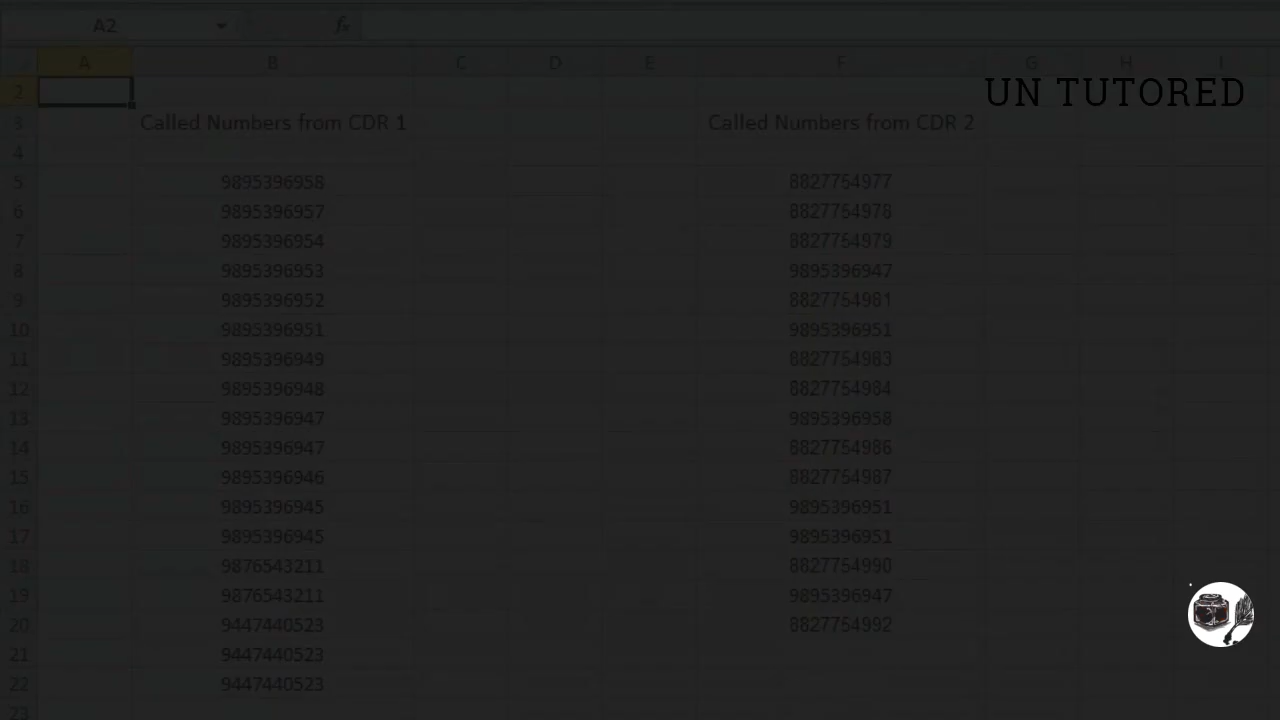 A2 fx
A B C D E F G H I
UN TUTORED
2
3 Called Numbers from CDR 1 Called Numbers from CDR 2
4
5 9895396958 8827754977
6 9895396957 8827754978
7 9895396954 8827754979
8 9895396953 9895396947
9 9895396952 8827754981
10 9895396951 9895396951
11 9895396949 8827754983
12 9895396948 8827754984
13 9895396947 9895396958
14 9895396947 8827754986
15 9895396946 8827754987
16 9895396945 9895396951
17 9895396945 9895396951
18 9876543211 8827754990
19 9876543211 9895396947
20 9447440523 8827754992
21 9447440523
22 9447440523
23